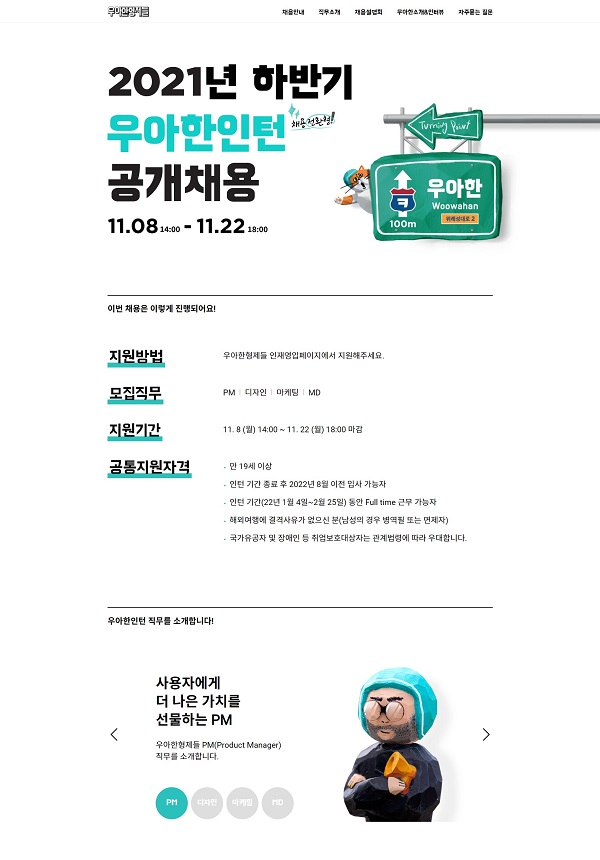 우아한형제들
채용안내 직무소개 채용설명회 우아한소개&인터뷰 자주묻는 질문
2021년 하반기
우아한인턴
채용전환형!
공개채용
11.08 14:00 - 11.22 18:00
Turning Point
우아한
Woowahan
위례성대로 2
ㅋ
100m
이번 채용은 이렇게 진행되어요!
지원방법
우아한형제들 인재영입페이지에서 지원해주세요.
모집직무
PM | 디자인 | 마케팅 | MD
지원기간
11. 8 (월) 14:00 ~ 11. 22 (월) 18:00 마감
공통지원자격
· 만 19세 이상
· 인턴 기간 종료 후 2022년 8월 이전 입사 가능자
· 인턴 기간(22년 1월 4일~2월 25일) 동안 Full time 근무 가능자
· 해외여행에 결격사유가 없으신 분(남성의 경우 병역필 또는 면제자)
· 국가유공자 및 장애인 등 취업보호대상자는 관계법령에 따라 우대합니다.
우아한인턴 직무를 소개합니다!
사용자에게
더 나은 가치를
선물하는 PM
우아한형제들 PM(Product Manager)
직무를 소개합니다.
PM 디자인 마케팅 MD